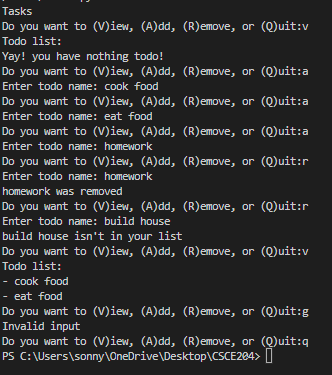 Tasks
Do you want to (V)iew, (A)dd, (R)emove, or (Q)uit:v
Todo list:
Yay! you have nothing todo!
Do you want to (V)iew, (A)dd, (R)emove, or (Q)uit:a
Enter todo name: cook food
Do you want to (V)iew, (A)dd, (R)emove, or (Q)uit:a
Enter todo name: eat food
Do you want to (V)iew, (A)dd, (R)emove, or (Q)uit:a
Enter todo name: homework
Do you want to (V)iew, (A)dd, (R)emove, or (Q)uit:r
Enter todo name: homework
homework was removed
Do you want to (V)iew, (A)dd, (R)emove, or (Q)uit:r
Enter todo name: build house
build house isn't in your list
Do you want to (V)iew, (A)dd, (R)emove, or (Q)uit:v
Todo list:
- cook food
- eat food
Do you want to (V)iew, (A)dd, (R)emove, or (Q)uit:g
Invalid input
Do you want to (V)iew, (A)dd, (R)emove, or (Q)uit:q
PS C:\Users\sonny\OneDrive\Desktop\CSCE204>